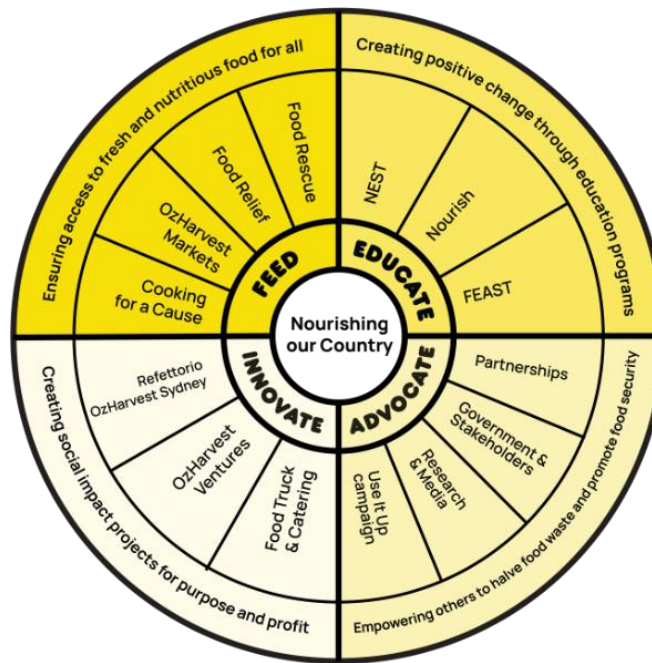 Ensuring access to fresh and nutritious food for all
Food Rescue
Food Relief
OzHarvest
Markets
Cooking
for a Cause
FEED
Creating positive change through education programs
NEST
Nourish
FEAST
EDUCATE
Nourishing
our Country
INNOVATE
Refettorio
OzHarvest Sydney
OzHarvest
Ventures
Food Truck
& Catering
Creating social impact projects for purpose and profit
ADVOCATE
Partnerships
Government &
Stakeholders
Research
& Media
Use It Up
campaign
Empowering others to halve food waste and promote food security